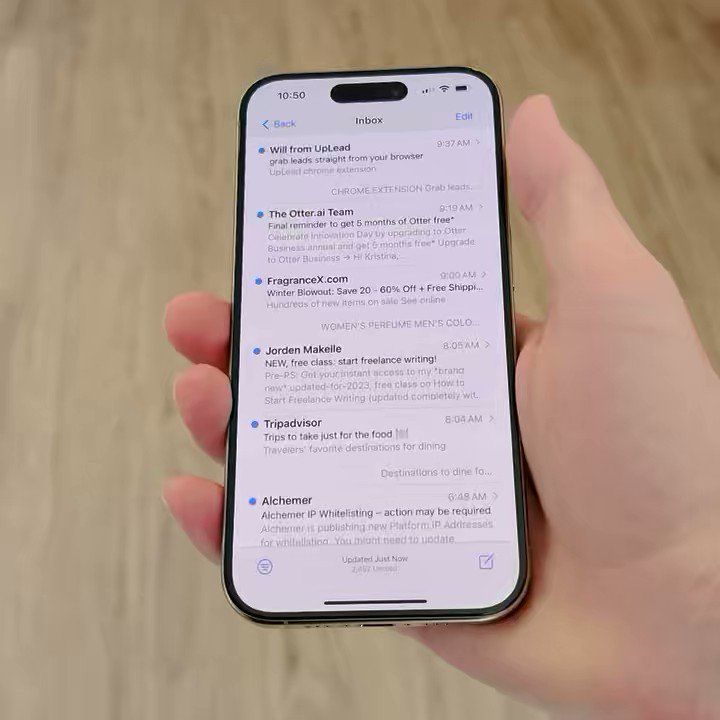 10:50
Back
Inbox
Edit
Will from UpLead
9:37 AM
grab leads straight from your browser
UpLead chrome extension
CHROME EXTENSION Grab leads...
The Otter.ai Team
9:19 AM
Final reminder to get 5 months of Otter free*
Celebrate Innovation Day by upgrading to Otter
Business annual and get 5 months free* Upgrade
to Otter Business → Hi Kristina,...
FragranceX.com
9:00 AM
Winter Blowout: Save 20 - 60% Off + Free Shippi...
Hundreds of new items on sale See online
WOMEN'S PERFUME MEN'S COLO...
Jorden Makelle
8:05 AM
NEW, free class: start freelance writing!
Pre-PS: Get your instant access to my *brand
new* updated-for-2023, free class on How to
Start Freelance Writing (updated completely wit...
Tripadvisor
8:04 AM
Trips to take just for the food 🍽️
Travelers' favorite destinations for dining
Destinations to dine fo...
Alchemer
6:48 AM
Alchemer IP Whitelisting – action may be required
Alchemer is publishing new Platform IP Addresses
for whitelisting. You might need to update
Updated Just Now
Unread